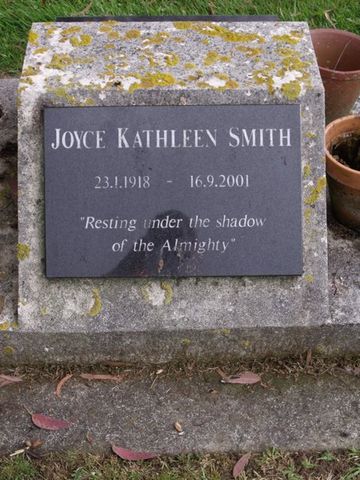 JOYCE KATHLEEN SMITH
23.1.1918 - 16.9.2001
"Resting under the shadow
of the Almighty"